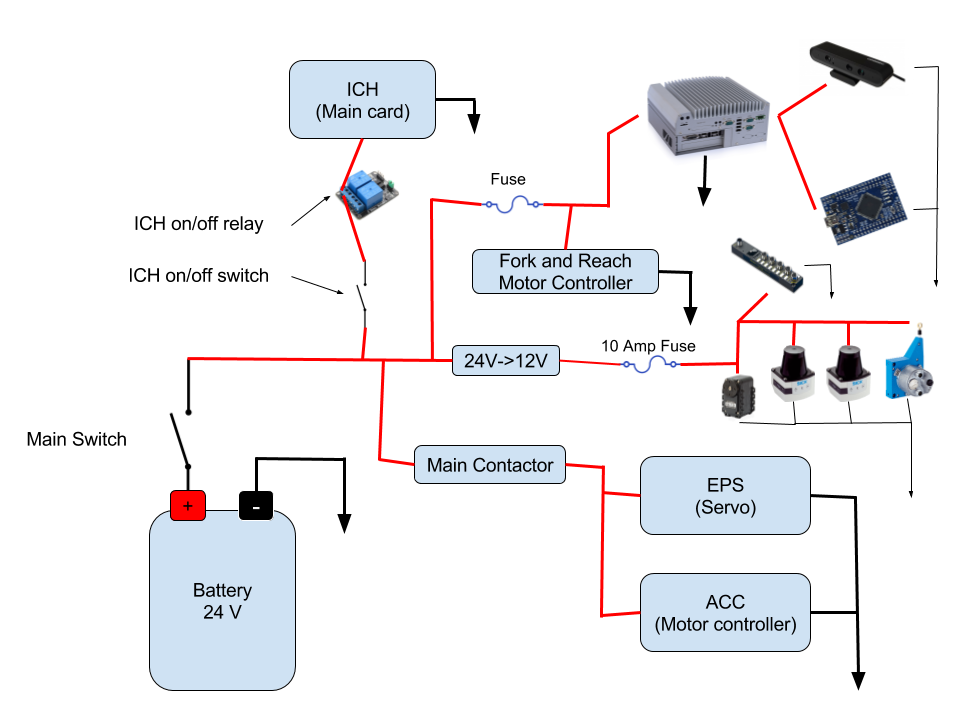 ICH
(Main card)
Fuse
ICH on/off relay
ICH on/off switch
Fork and Reach
Motor Controller
10 Amp Fuse
24V->12V
Main Switch
Main Contactor
+
-
EPS
(Servo)
Battery
24 V
ACC
(Motor controller)